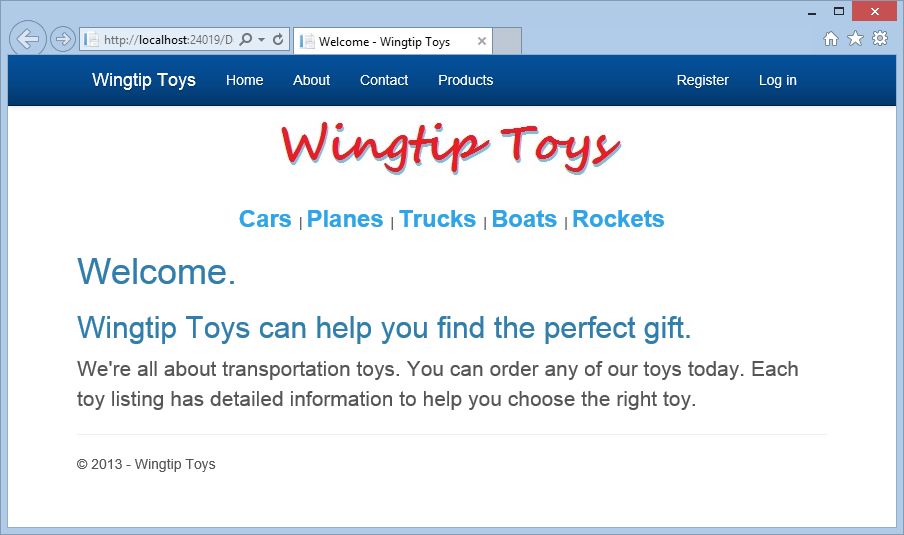 http://localhost:24019/D
Welcome - Wingtip Toys
Wingtip Toys Home About Contact Products Register Log in
Wingtip Toys
Cars | Planes | Trucks | Boats | Rockets
Welcome.
Wingtip Toys can help you find the perfect gift.
We're all about transportation toys. You can order any of our toys today. Each
toy listing has detailed information to help you choose the right toy.
© 2013 - Wingtip Toys